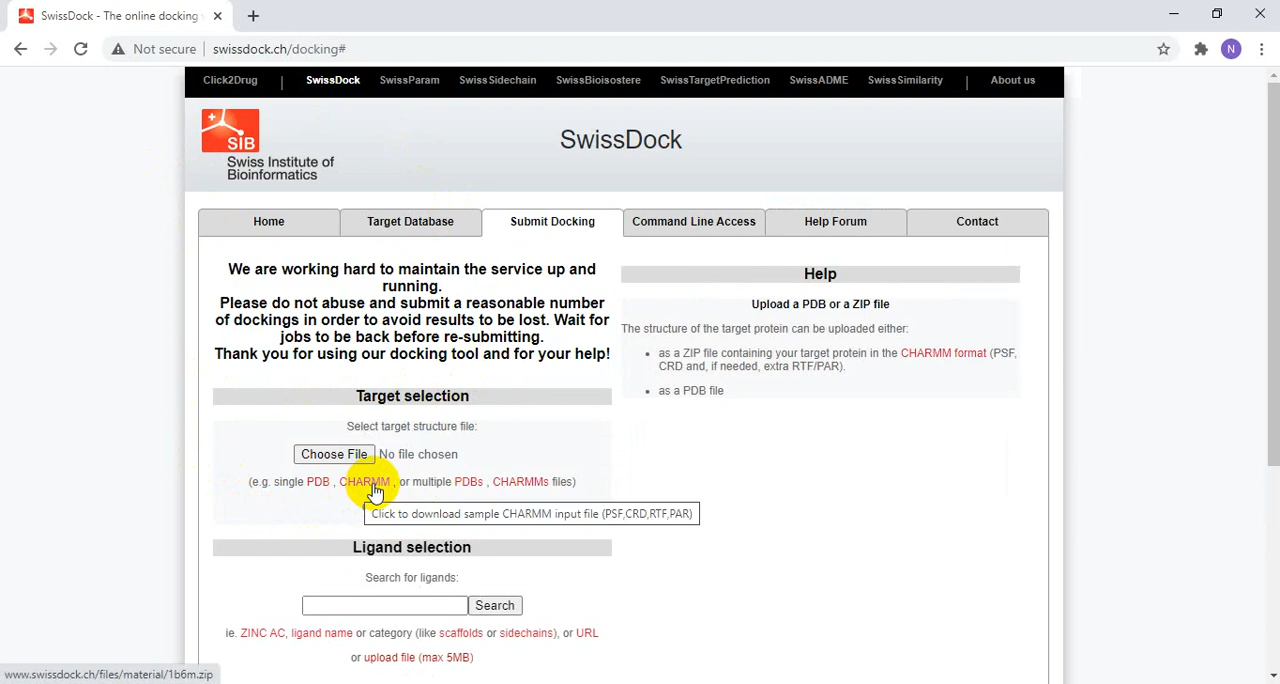 SwissDock - The online docking
Not secure
swissdock.ch/docking#
N
Click2Drug | SwissDock SwissParam SwissSidechain SwissBioisostere SwissTargetPrediction SwissADME SwissSimilarity | About us
SiB
Swiss Institute of
Bioinformatics
SwissDock
Home Target Database Submit Docking Command Line Access Help Forum Contact
We are working hard to maintain the service up and
running.
Please do not abuse and submit a reasonable number
of dockings in order to avoid results to be lost. Wait for
jobs to be back before re-submitting.
Thank you for using our docking tool and for your help!
Target selection
Select target structure file:
Choose File No file chosen
(e.g. single PDB , CHARMM , or multiple PDBs , CHARMMs files)
Click to download sample CHARMM input file (PSF,CRD,RTF,PAR)
Ligand selection
Search for ligands:
Search
ie. ZINC AC, ligand name or category (like scaffolds or sidechains), or URL
or upload file (max 5MB)
Help
Upload a PDB or a ZIP file
The structure of the target protein can be uploaded either:
• as a ZIP file containing your target protein in the CHARMM format (PSF,
CRD and, if needed, extra RTF/PAR).
• as a PDB file
www.swissdock.ch/files/material/1b6m.zip